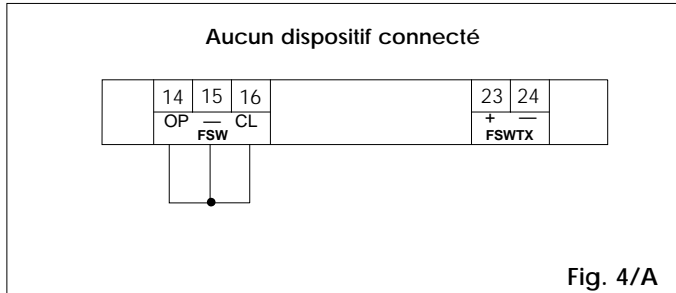 Aucun dispositif connecté
14 15 16 23 24
OP — CL + —
FSW FSWTX
Fig. 4/A